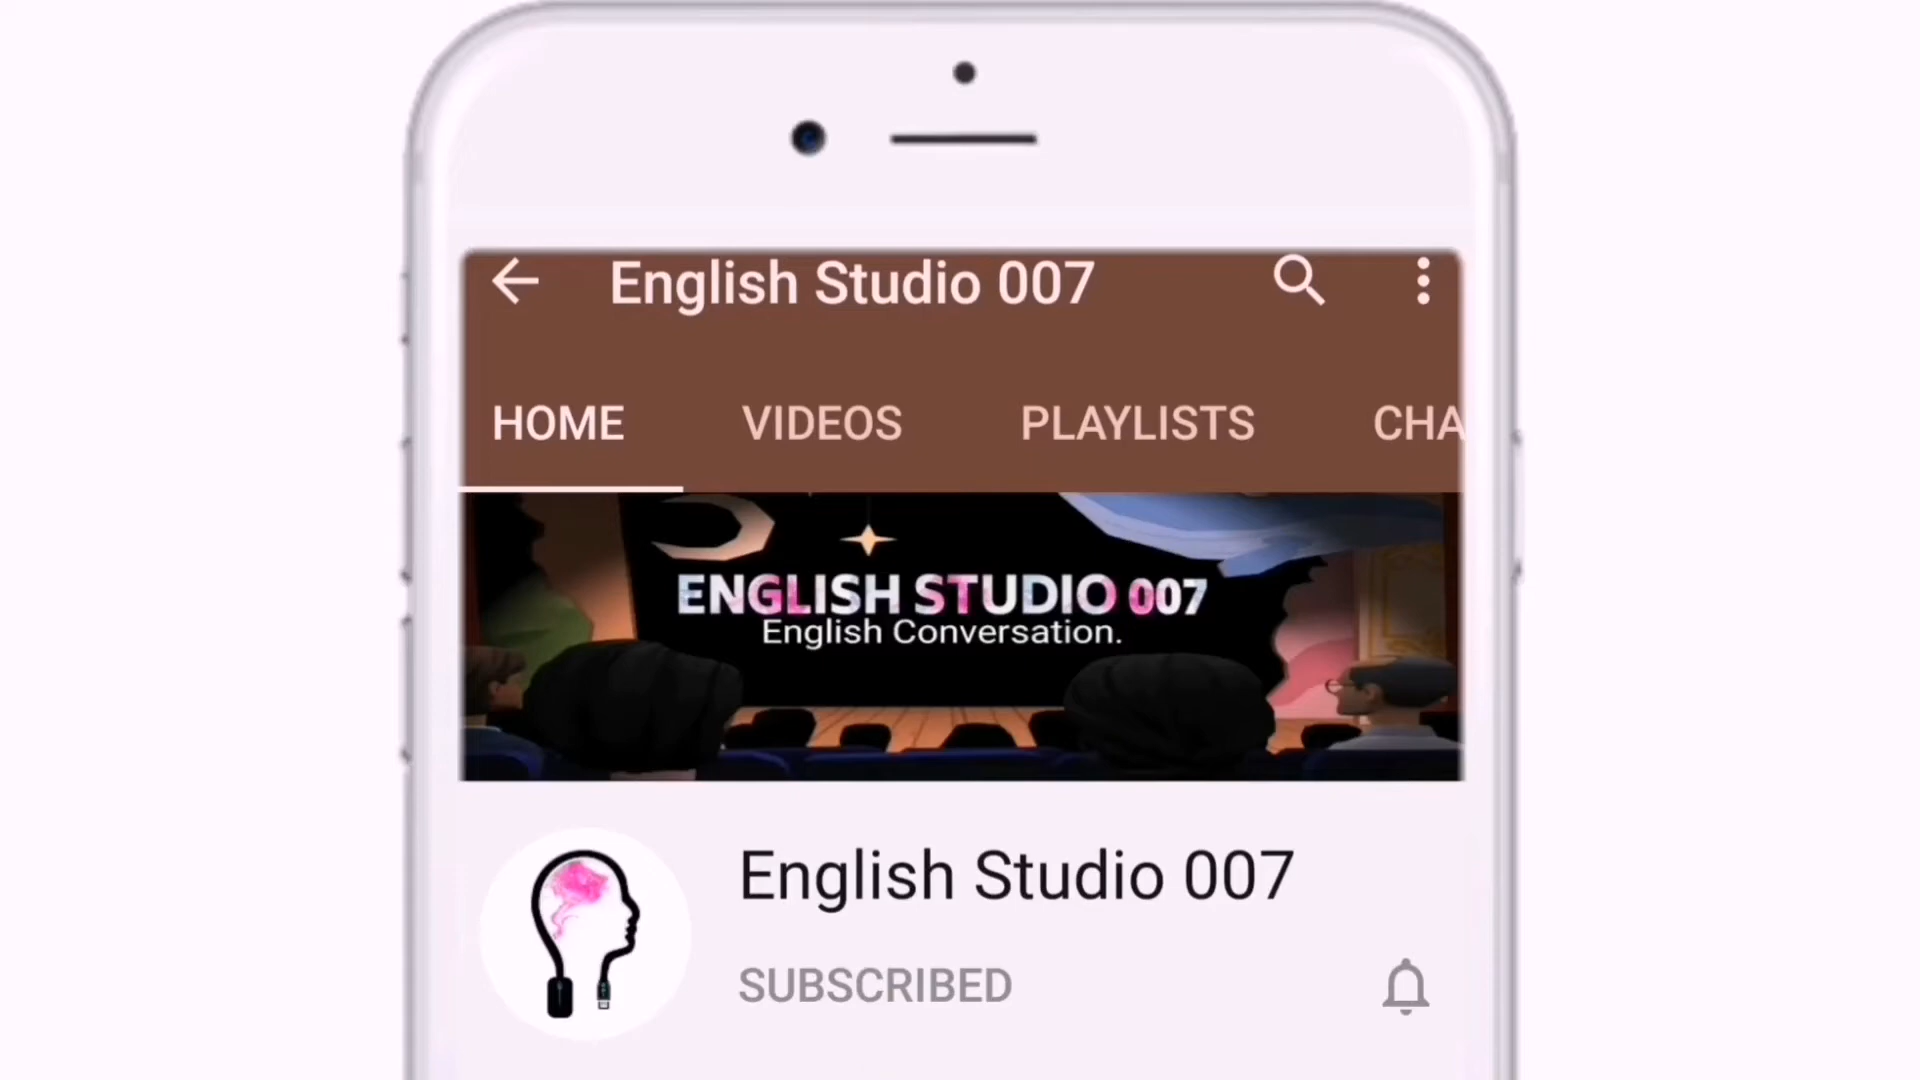 English Studio 007
HOME VIDEOS PLAYLISTS CHA
ENGLISH STUDIO 007
English Conversation.
English Studio 007
SUBSCRIBED